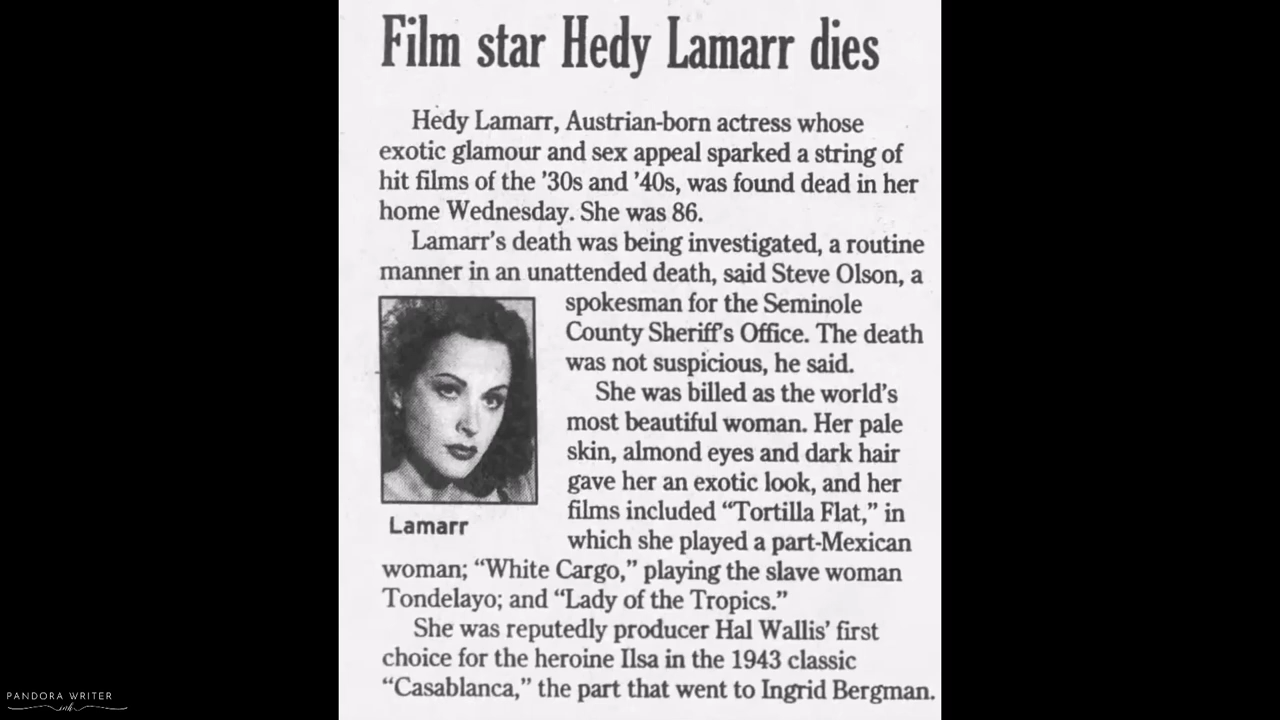 Film star Hedy Lamarr dies
Hedy Lamarr, Austrian-born actress whose
exotic glamour and sex appeal sparked a string of
hit films of the '30s and '40s, was found dead in her
home Wednesday. She was 86.
Lamarr's death was being investigated, a routine
manner in an unattended death, said Steve Olson, a
spokesman for the Seminole
County Sheriff's Office. The death
was not suspicious, he said.
She was billed as the world's
most beautiful woman. Her pale
skin, almond eyes and dark hair
gave her an exotic look, and her
films included "Tortilla Flat," in
which she played a part-Mexican
Lamarr
woman; "White Cargo," playing the slave woman
Tondelayo; and "Lady of the Tropics."
She was reputedly producer Hal Wallis' first
choice for the heroine Ilsa in the 1943 classic
"Casablanca," the part that went to Ingrid Bergman.
PANDORA WRITER
ink